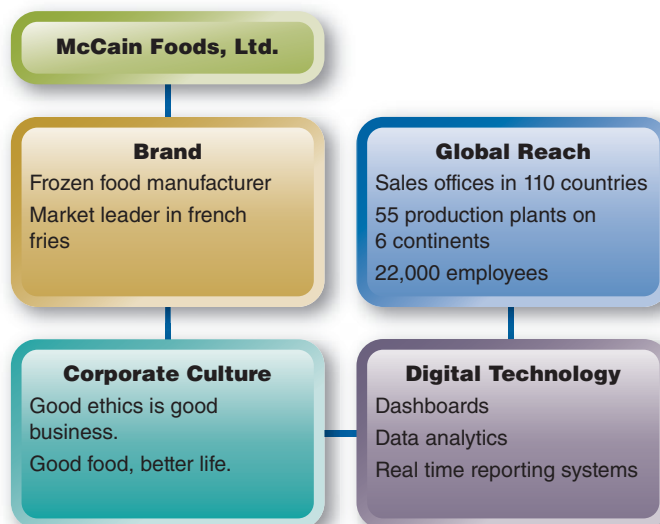 McCain Foods, Ltd.
Brand
Frozen food manufacturer
Market leader in french
fries
Global Reach
Sales offices in 110 countries
55 production plants on
6 continents
22,000 employees
Corporate Culture
Good ethics is good
business.
Good food, better life.
Digital Technology
Dashboards
Data analytics
Real time reporting systems